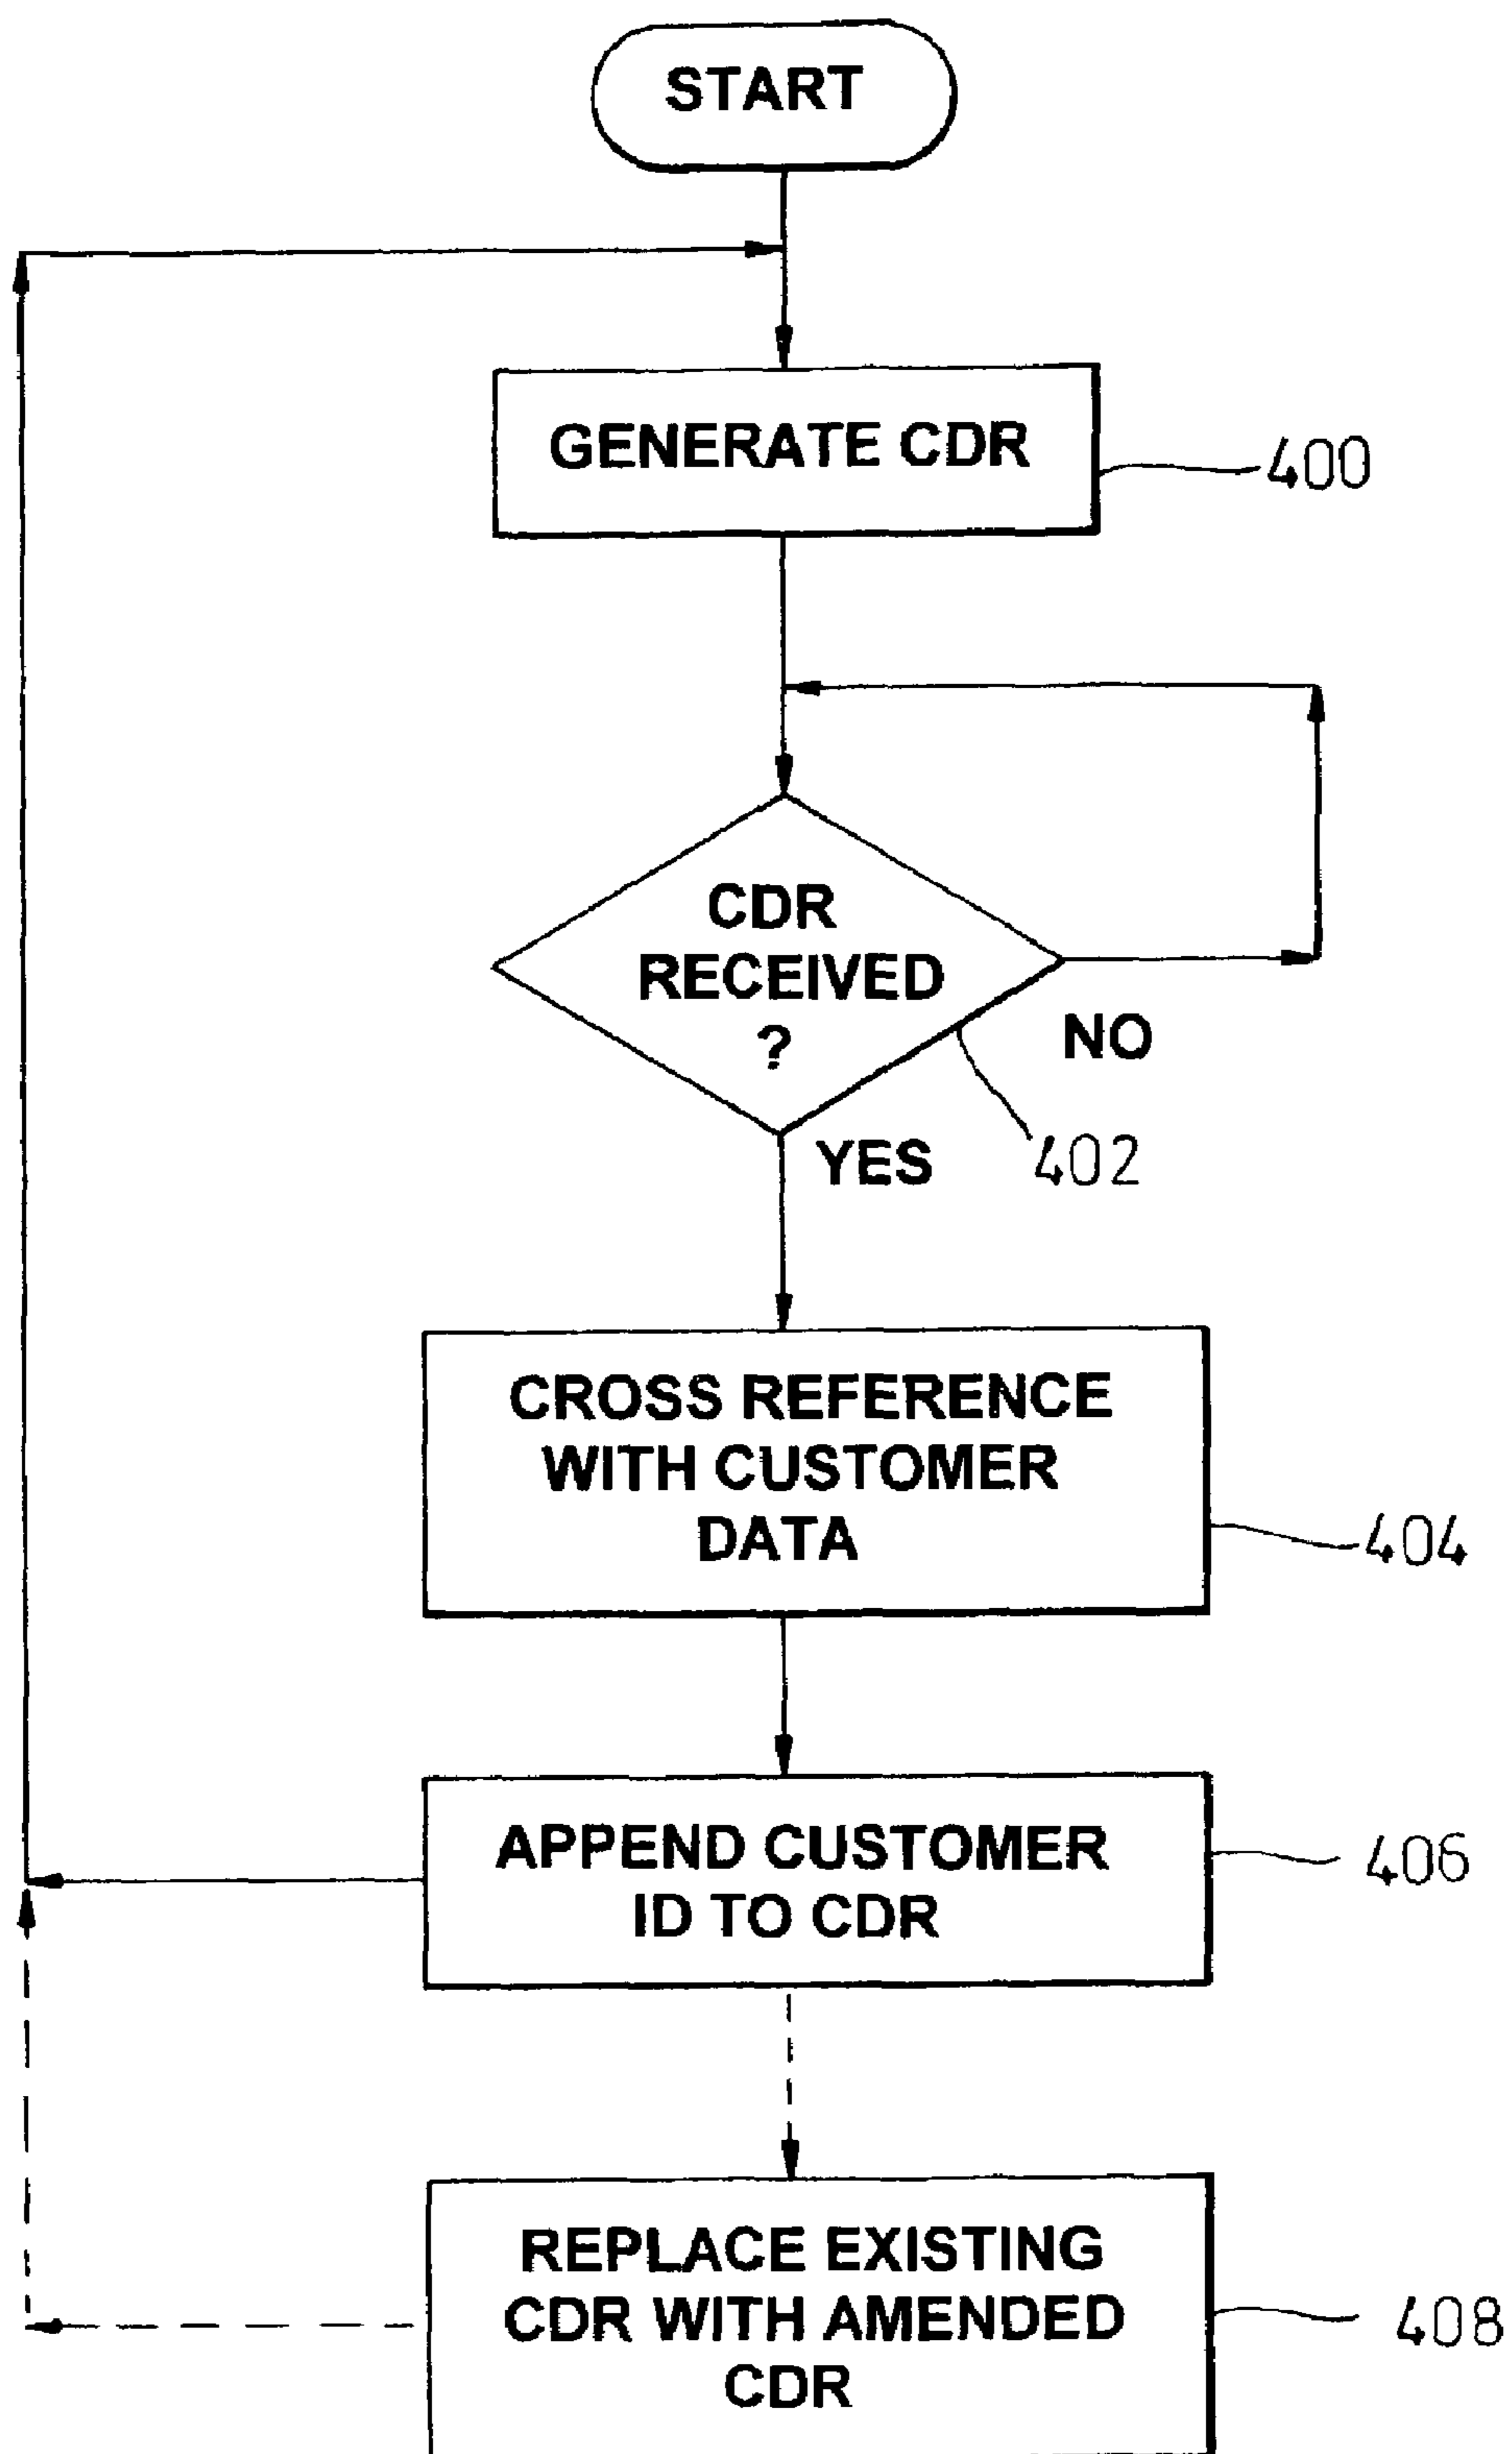 START
GENERATE CDR
400
CDR
RECEIVED
?
NO
YES
402
CROSS REFERENCE
WITH CUSTOMER
DATA
404
APPEND CUSTOMER
ID TO CDR
406
REPLACE EXISTING
CDR WITH AMENDED
CDR
408